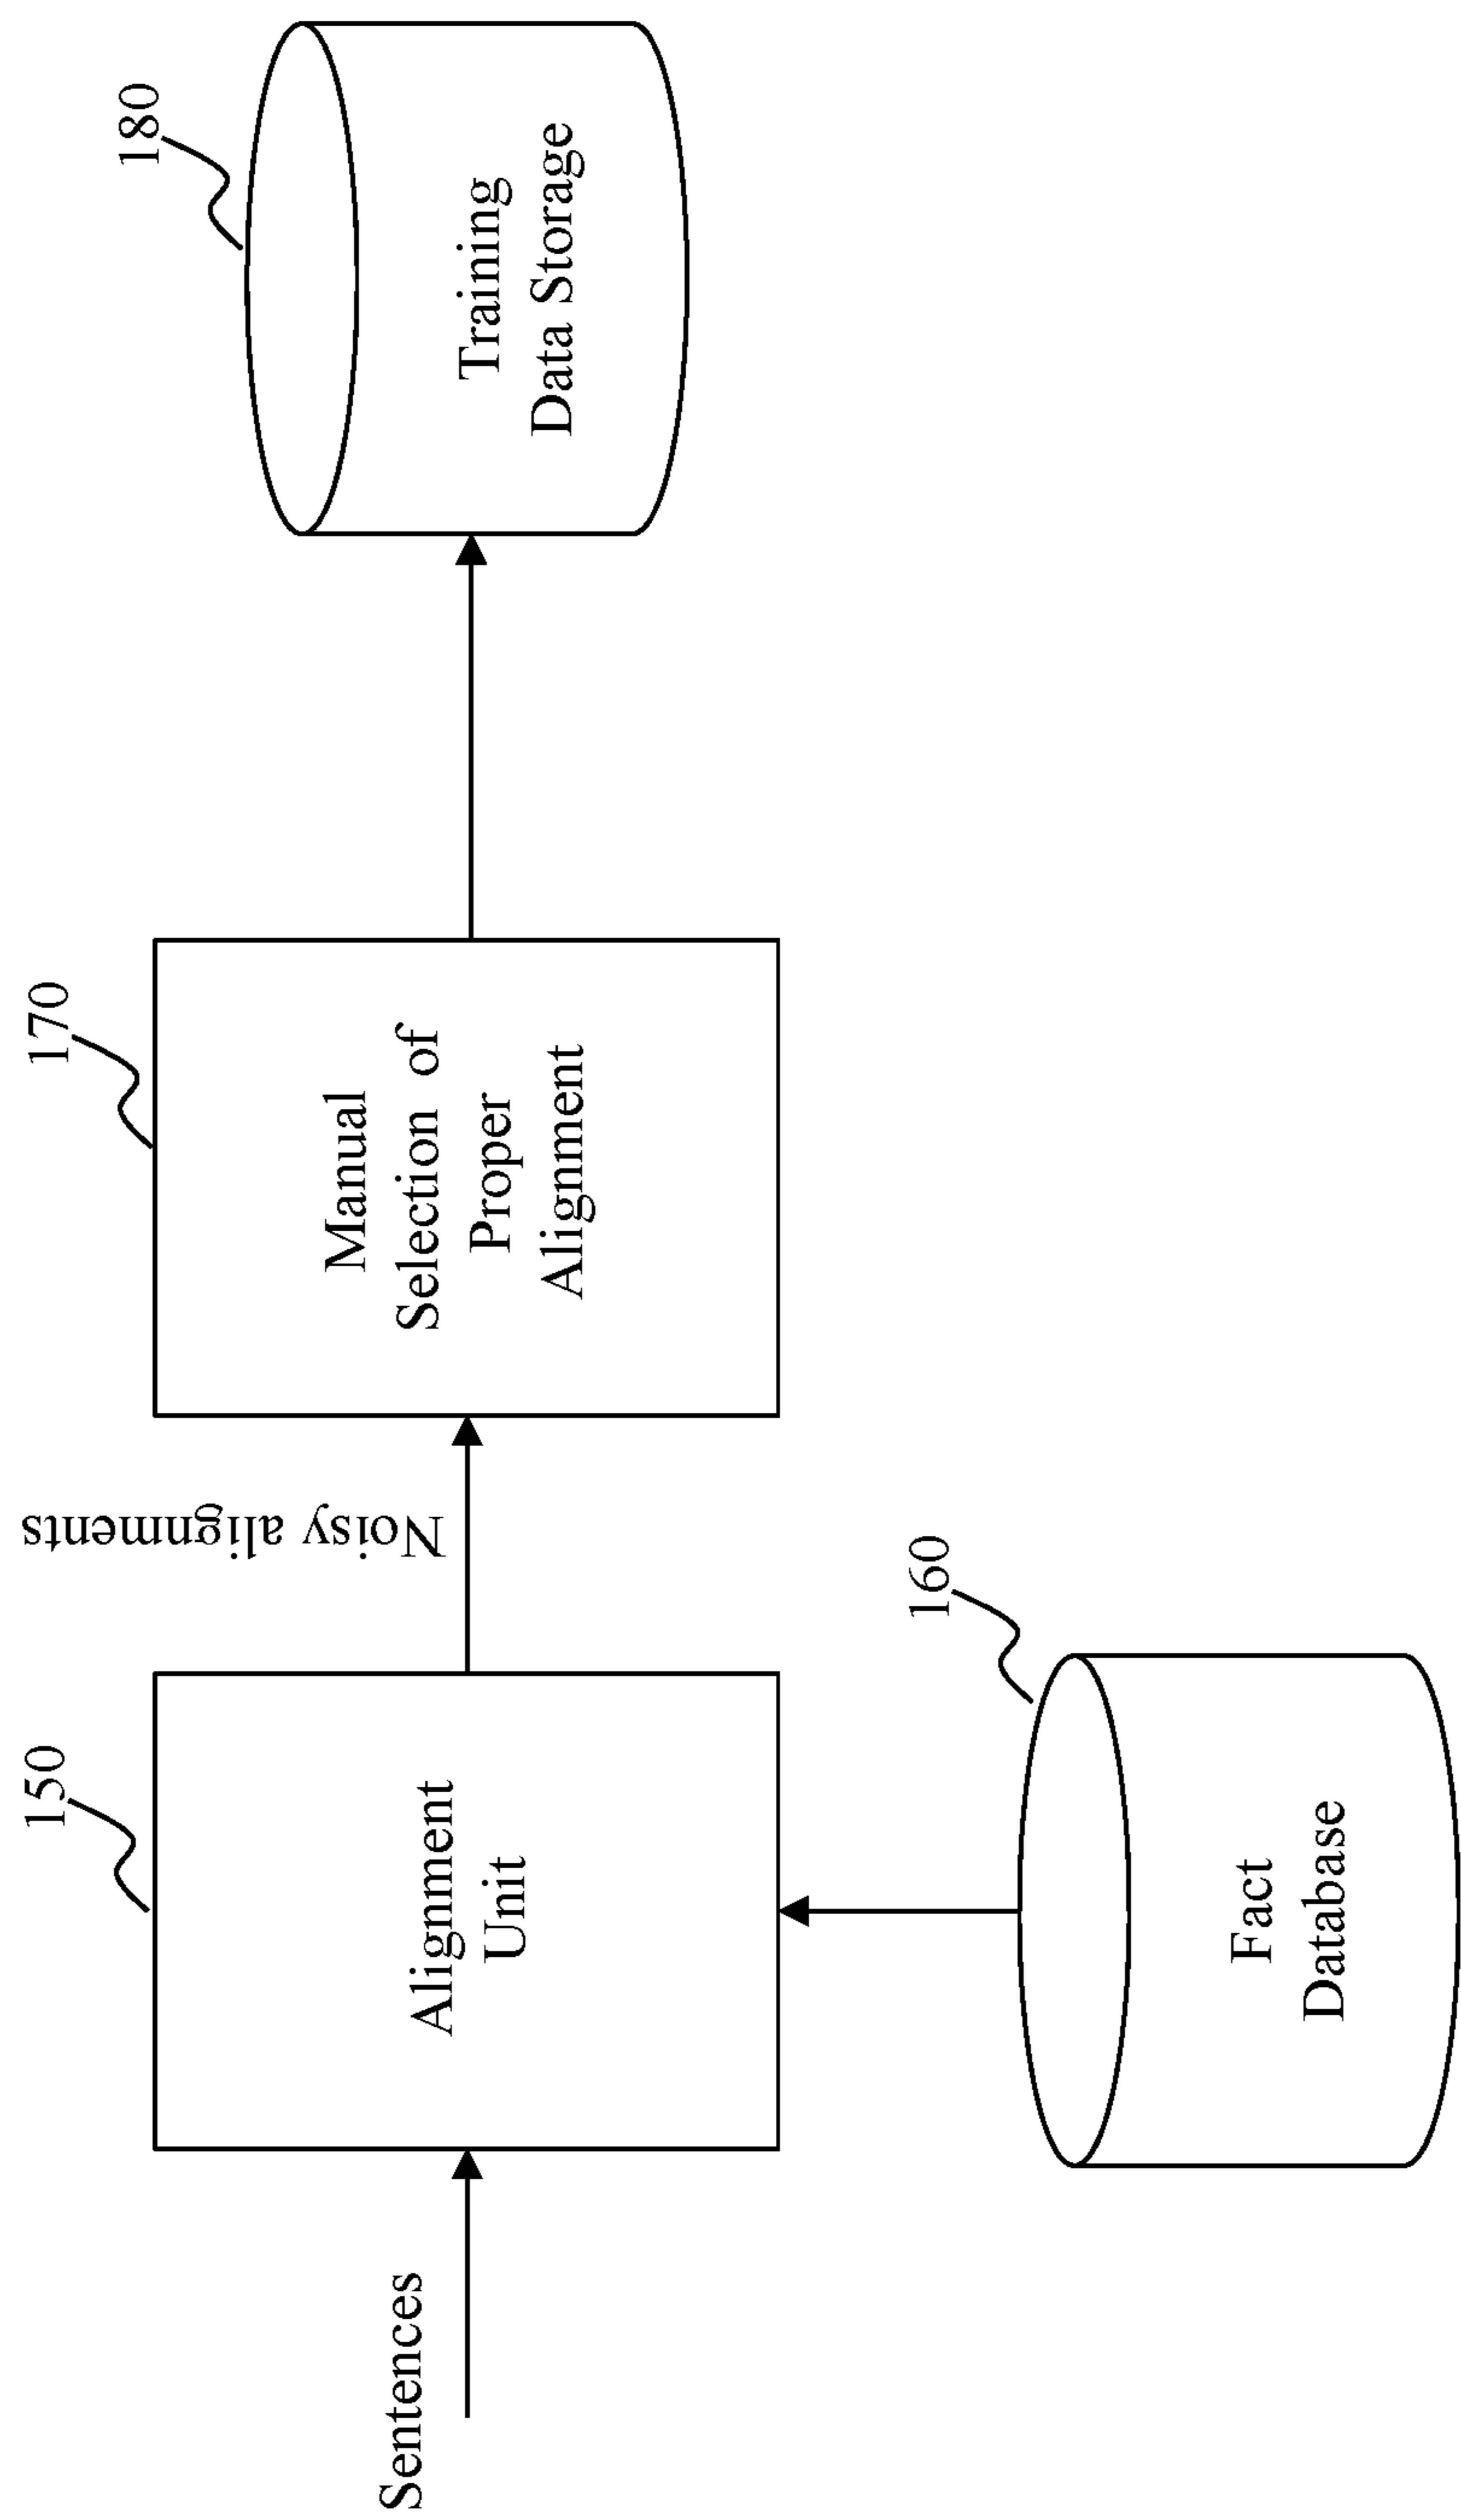 Sentences
150
Alignment
Unit
Noisy alignments
160
Fact
Database
170
Manual
Selection of
Proper
Alignment
180
Training
Data Storage